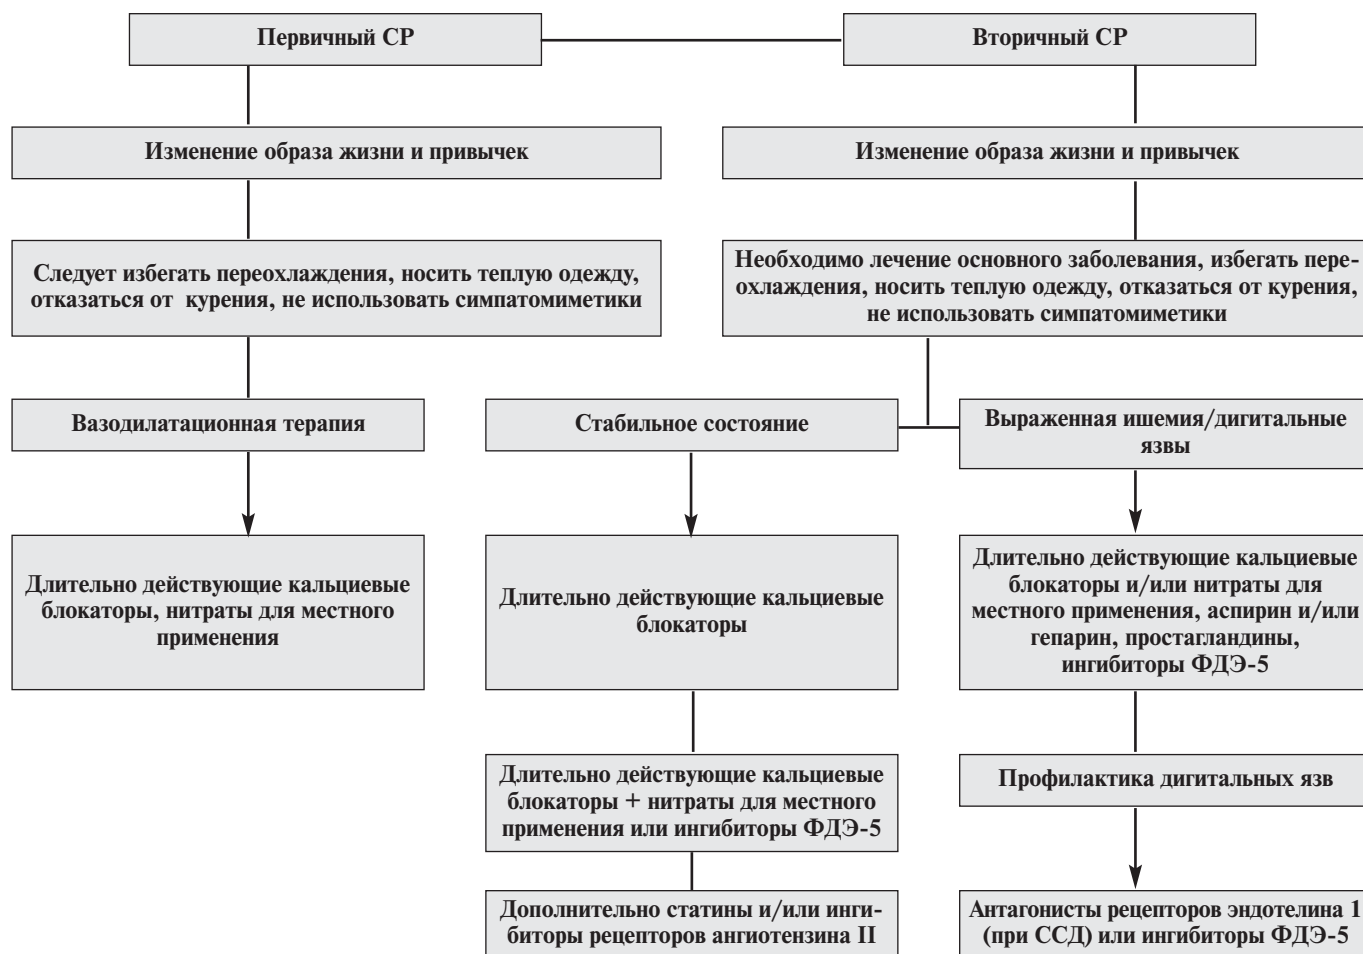 Первичный СР
Вторичный СР
Изменение образа жизни и привычек
Изменение образа жизни и привычек
Следует избегать переохлаждения, носить теплую одежду,
отказаться от курения, не использовать симпатомиметики
Необходимо лечение основного заболевания, избегать пере-
охлаждения, носить теплую одежду, отказаться от курения,
не использовать симпатомиметики
Вазодилатационная терапия
Стабильное состояние
Выраженная ишемия/дигитальные
язвы
Длительно действующие кальциевые
блокаторы, нитраты для местного
применения
Длительно действующие кальциевые
блокаторы
Длительно действующие кальциевые
блокаторы и/или нитраты для
местного применения, аспирин и/или
гепарин, простагландины,
ингибиторы ФДЭ-5
Длительно действующие кальциевые
блокаторы + нитраты для местного
применения или ингибиторы ФДЭ-5
Профилактика дигитальных язв
Дополнительно статины и/или инги-
биторы рецепторов ангиотензина II
Антагонисты рецепторов эндотелина 1
(при ССД) или ингибиторы ФДЭ-5